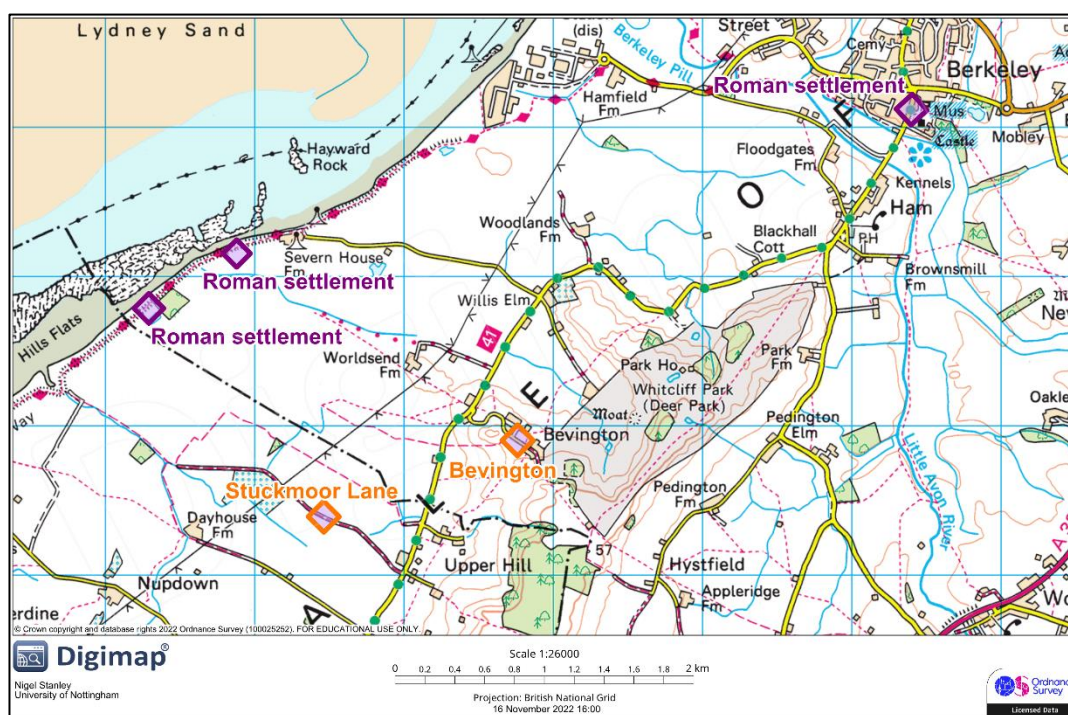 Lydney Sand
(dis)
Street
Cemy
Berkeley
Berkeley Pill
Hamfield
Fm
Roman settlement
Mus
Castle
Mobley
Hayward
Rock
Floodgates
Fm
Kennels
Woodlands
Fm
Ham
Blackhall
Cott
PH
Severn House
Fm
Roman settlement
Brownsmill
Fm
Willis Elm
Hills Flats
Roman settlement
41
Worldsend
Fm
Park Ho
Park
Fm
Whitcliff Park
(Deer Park)
Moat
Way
Pedington
Elm
Oakle
Bevington
Bevington
Little Avon River
Stuckmoor Lane
Pedington
Fm
Dayhouse
Fm
57
Upper Hill
Hystfield
Nupdown
Appleridge
Fm
erdine
10
V
A
L
E
O
F
© Crown copyright and database rights 2022 Ordnance Survey (100025252). FOR EDUCATIONAL USE ONLY.
Digimap®
Nigel Stanley
University of Nottingham
Scale 1:26000
0 0.2 0.4 0.6 0.8 1 1.2 1.4 1.6 1.8 2 km
Projection: British National Grid
16 November 2022 16:00
Ordnance
Survey
Licensed Data